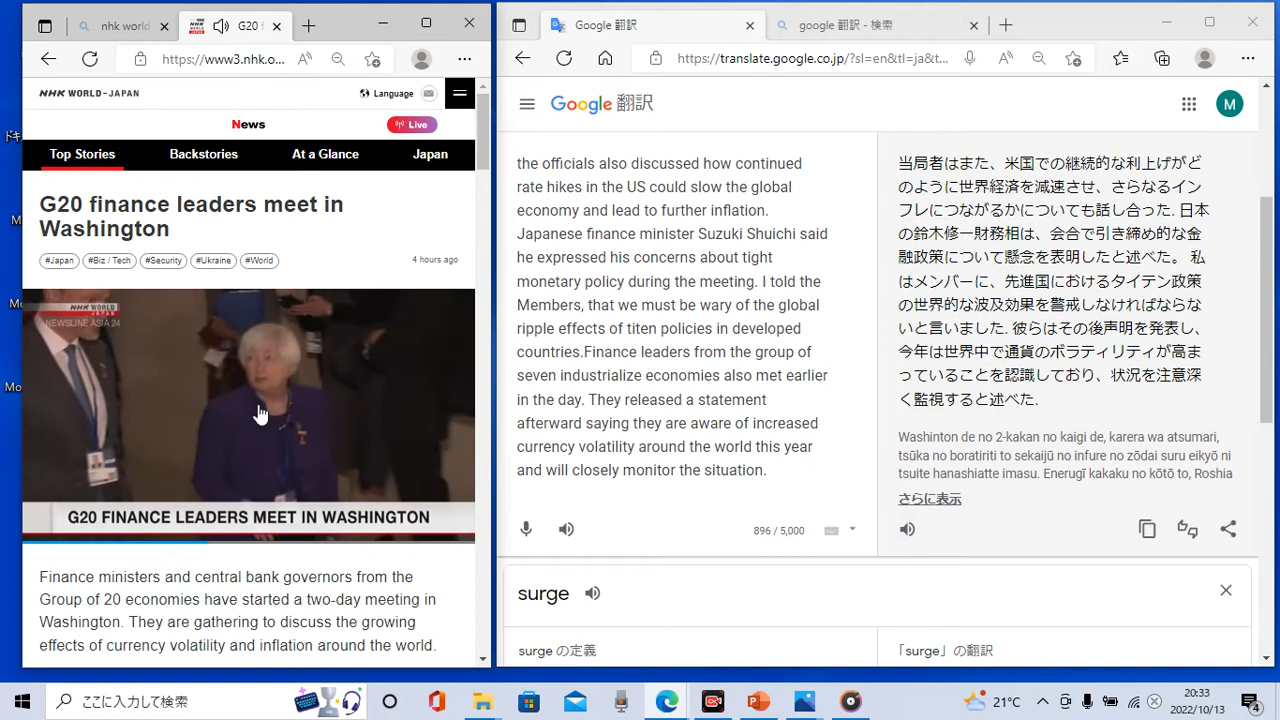 nhk world
G20 f
Google 翻訳
google 翻訳 - 検索
https://www3.nhk.o...
https://translate.google.co.jp/?sl=en&tl=ja&t...
NHK WORLD-JAPAN
Language
News
Live
Top Stories
Backstories
At a Glance
Japan
G20 finance leaders meet in
Washington
#Japan
#Biz / Tech
#Security
#Ukraine
#World
4 hours ago
NHK WORLD
JAPAN
NEWSLINE ASIA 24
G20 FINANCE LEADERS MEET IN WASHINGTON
Finance ministers and central bank governors from the
Group of 20 economies have started a two-day meeting in
Washington. They are gathering to discuss the growing
effects of currency volatility and inflation around the world.
Google 翻訳
M
the officials also discussed how continued
rate hikes in the US could slow the global
economy and lead to further inflation.
Japanese finance minister Suzuki Shuichi said
he expressed his concerns about tight
monetary policy during the meeting. I told the
Members, that we must be wary of the global
ripple effects of titen policies in developed
countries.Finance leaders from the group of
seven industrialize economies also met earlier
in the day. They released a statement
afterward saying they are aware of increased
currency volatility around the world this year
and will closely monitor the situation.
896 / 5,000
当局者はまた、米国での継続的な利上げがど
のように世界経済を減速させ、さらなるイン
フレにつながるかについても話し合った. 日本
の鈴木修一財務相は、会合で引き締め的な金
融政策について懸念を表明したと述べた。 私
はメンバーに、先進国におけるタイテン政策
の世界的な波及効果を警戒しなければならな
いと言いました. 彼らはその後声明を発表し、
今年は世界中で通貨のボラティリティが高ま
っていることを認識しており、状況を注意深
く監視すると述べた.
Washinton de no 2-kakan no kaigi de, karera wa atsumari,
tsūka no boratiriti to sekaijū no infure no zōdai suru eikyō ni
tsuite hanashiatte imasu. Enerugī kakaku no kōtō to, Roshia
さらに表示
surge
surge の定義
「surge」の翻訳
ここに入力して検索
21°C
20:33
2022/10/13
4